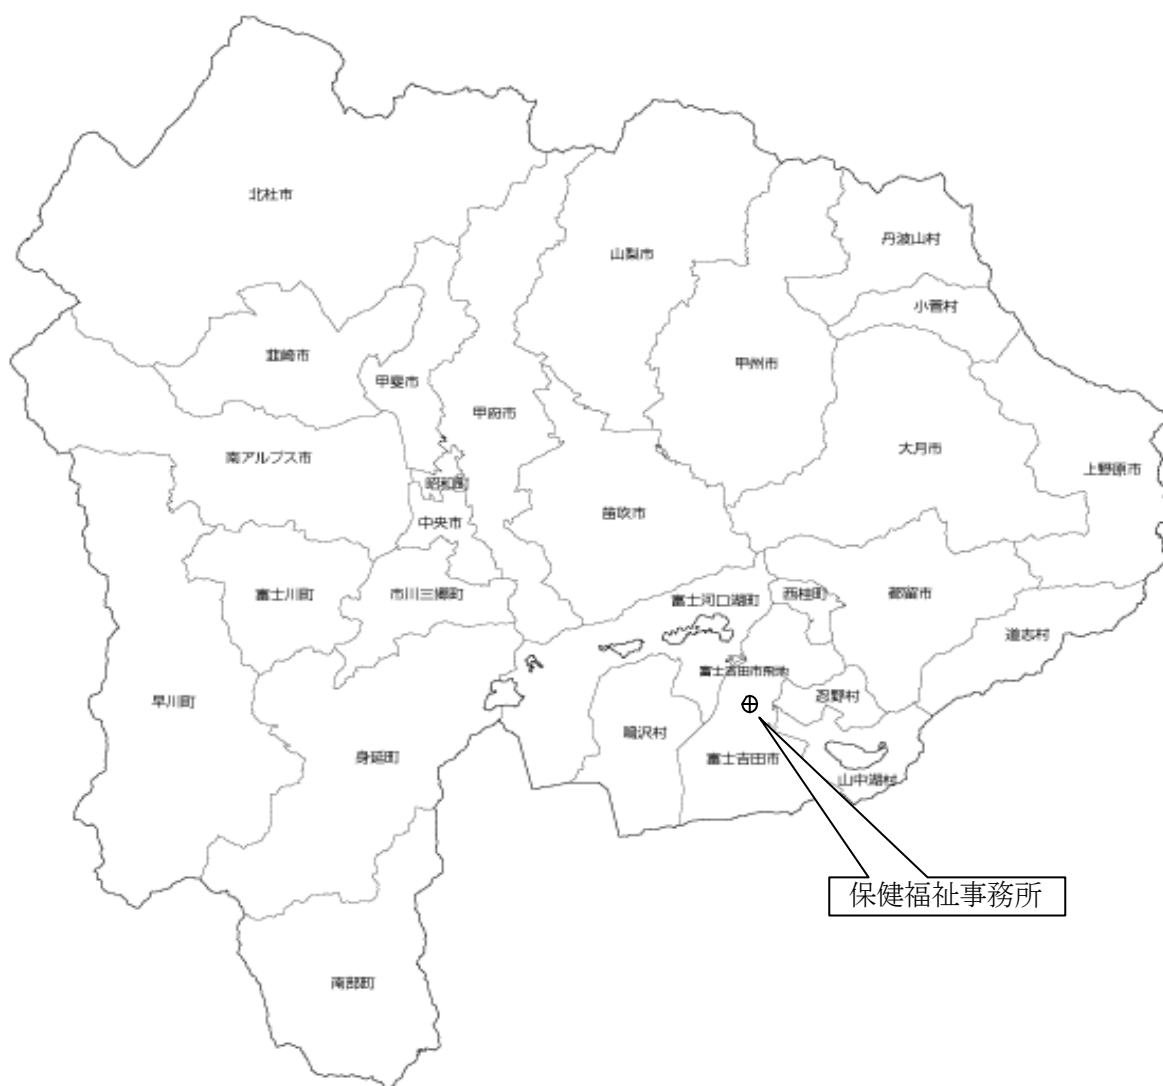 北杜市
丹波山村
山梨市
小菅村
韮崎市
甲州市
甲斐市
甲府市
大月市
南アルプス市
上野原市
昭和町
笛吹市
中央市
富士川町
市川三郷町
富士河口湖町
西桂町
都留市
道志村
富士吉田市飛地
早川町
忍野村
鳴沢村
身延町
富士吉田市
山中湖村
保健福祉事務所
南部町